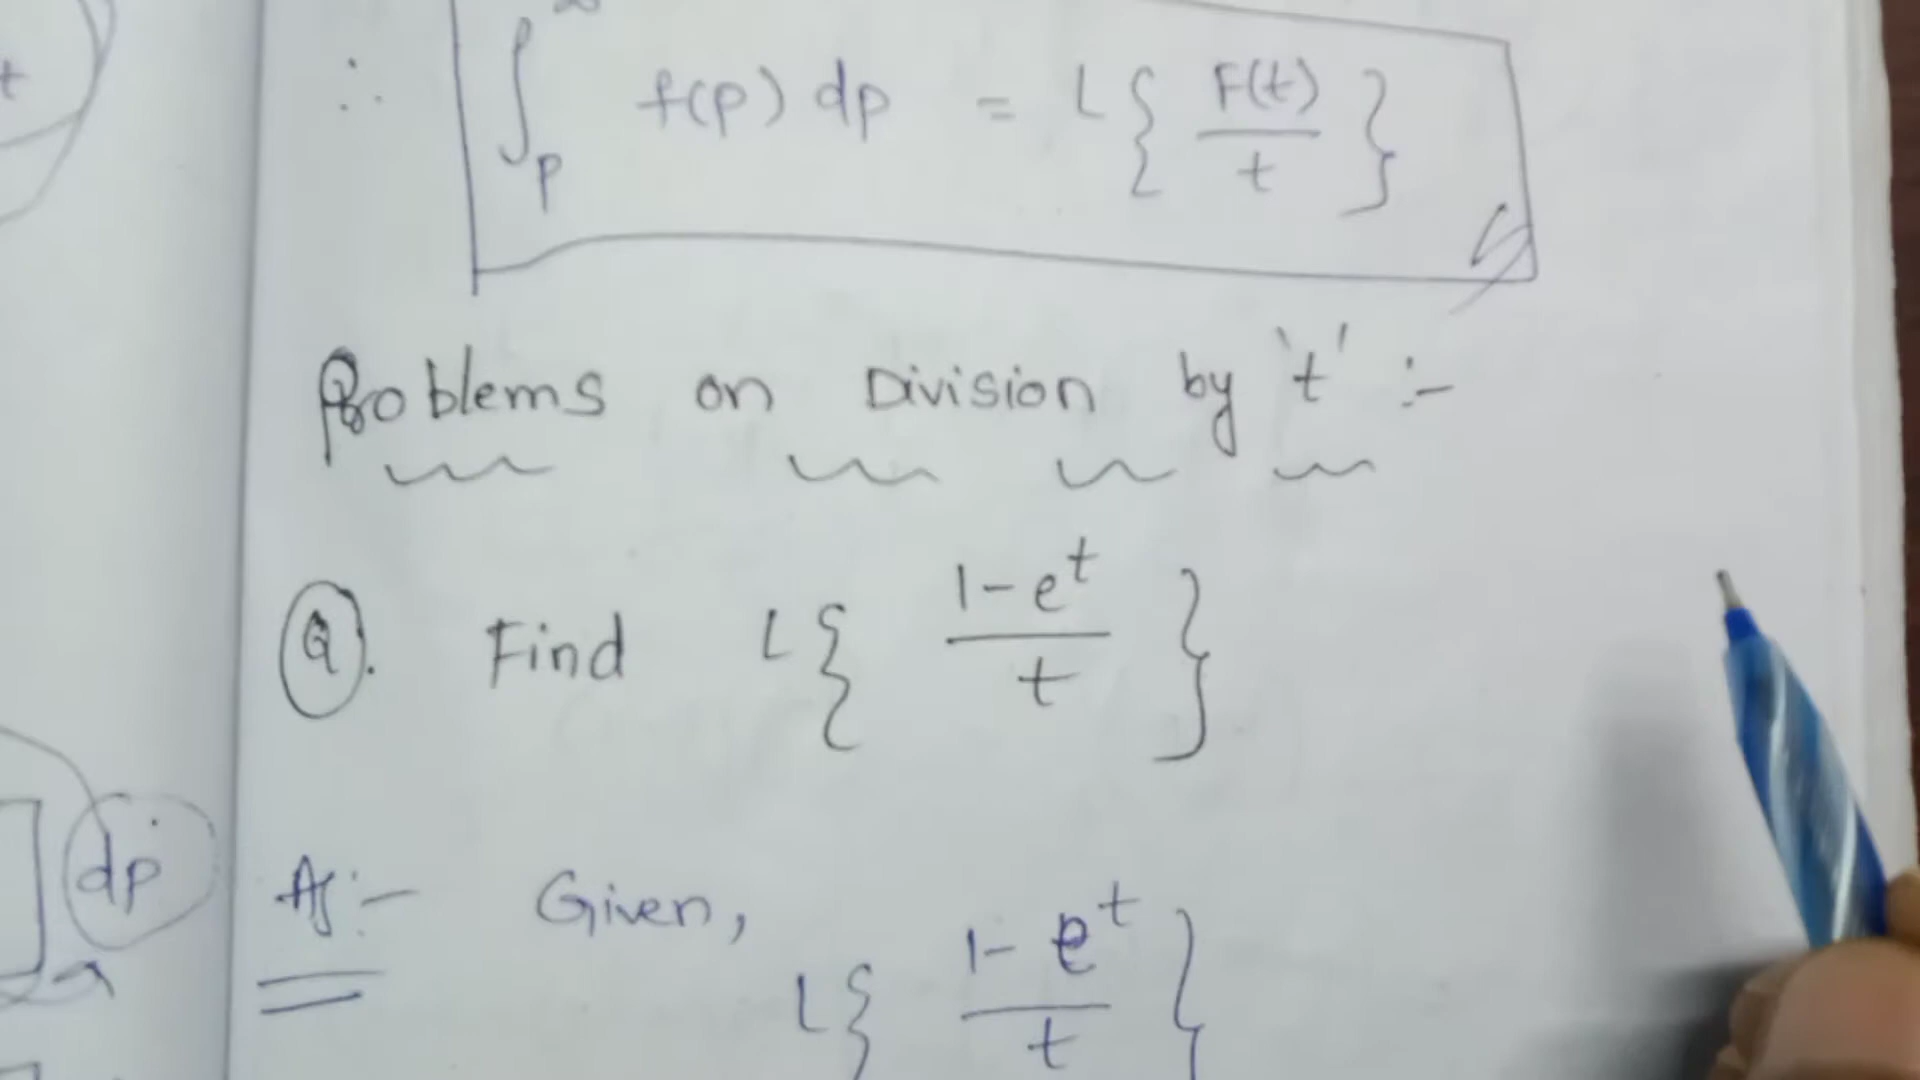 ∴ ∫_p^∞ f(p) dp = L{ F(t)/t }
Problems on Division by 't' :-
Q. Find L{ (1-e^t)/t }
A:- Given,
L{ (1-e^t)/t }
t
dp